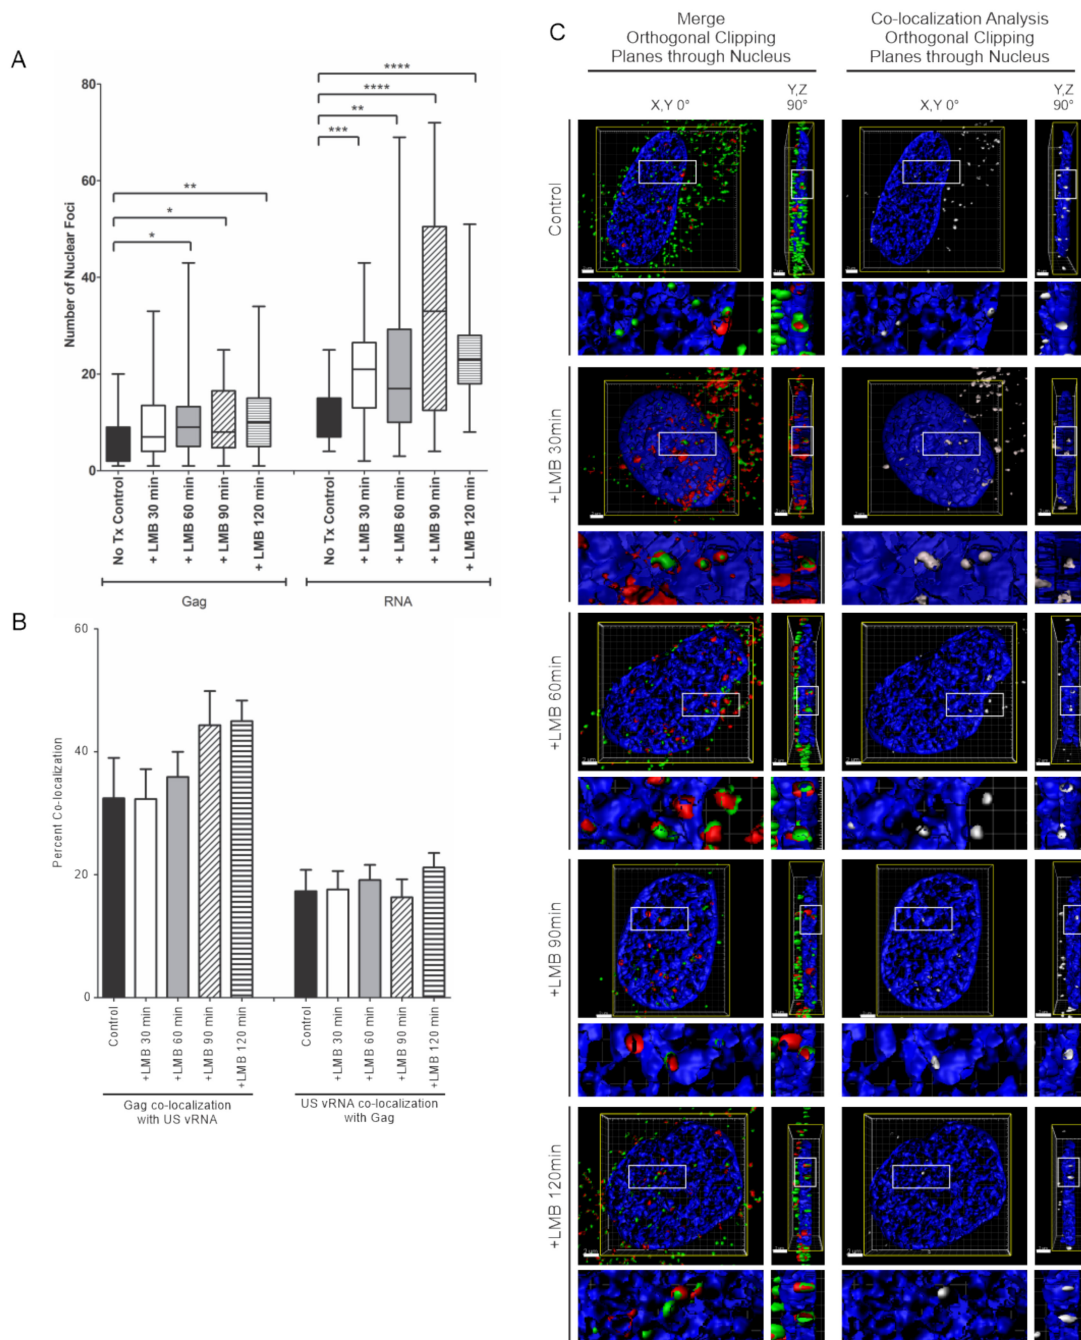 A
80
60
40
20
0
Number of Nuclear Foci
**
*
*
****
****
**
***
No Tx Control
+ LMB 30 min
+ LMB 60 min
+ LMB 90 min
+ LMB 120 min
No Tx Control
+ LMB 30 min
+ LMB 60 min
+ LMB 90 min
+ LMB 120 min
Gag
RNA
B
60
40
20
0
Percent Co-localization
Control
+LMB 30 min
+LMB 60 min
+LMB 90 min
+LMB 120 min
Control
+LMB 30 min
+LMB 60 min
+LMB 90 min
+LMB 120 min
Gag co-localization
with US vRNA
US vRNA co-localization
with Gag
C
Merge
Orthogonal Clipping
Planes through Nucleus
Co-localization Analysis
Orthogonal Clipping
Planes through Nucleus
X,Y 0°
Y,Z
90°
X,Y 0°
Y,Z
90°
Control
+LMB 30min
+LMB 60min
+LMB 90min
+LMB 120min